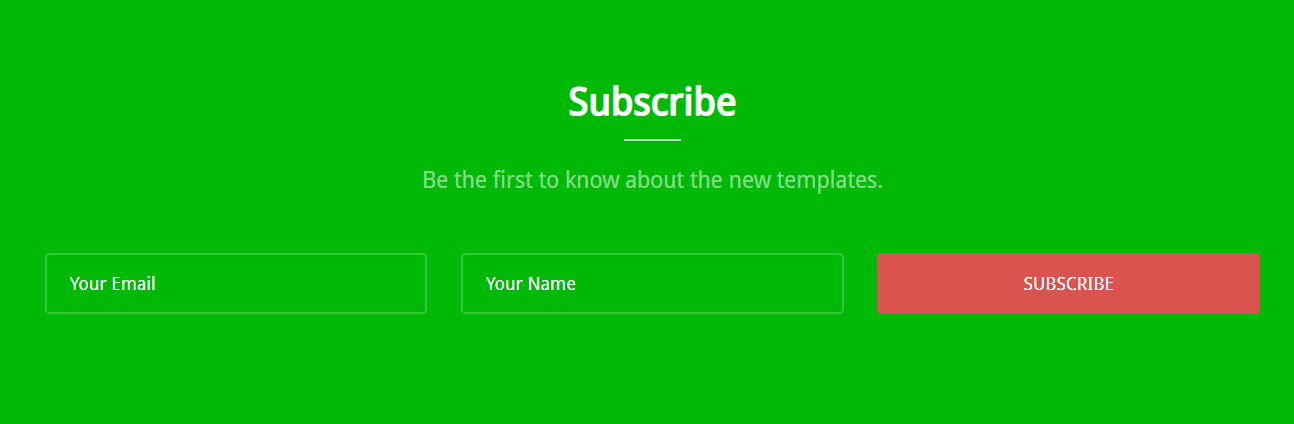 Subscribe
Be the first to know about the new templates.
Your Email
Your Name
SUBSCRIBE